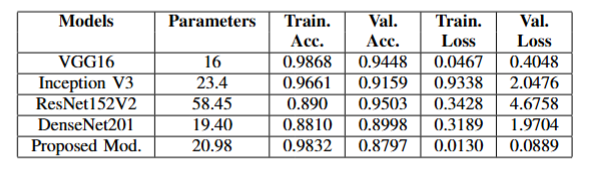 Models Parameters Train. Acc. Val. Acc. Train. Loss Val. Loss
VGG16 16 0.9868 0.9448 0.0467 0.4048
Inception V3 23.4 0.9661 0.9159 0.9338 2.0476
ResNet152V2 58.45 0.890 0.9503 0.3428 4.6758
DenseNet201 19.40 0.8810 0.8998 0.3189 1.9704
Proposed Mod. 20.98 0.9832 0.8797 0.0130 0.0889